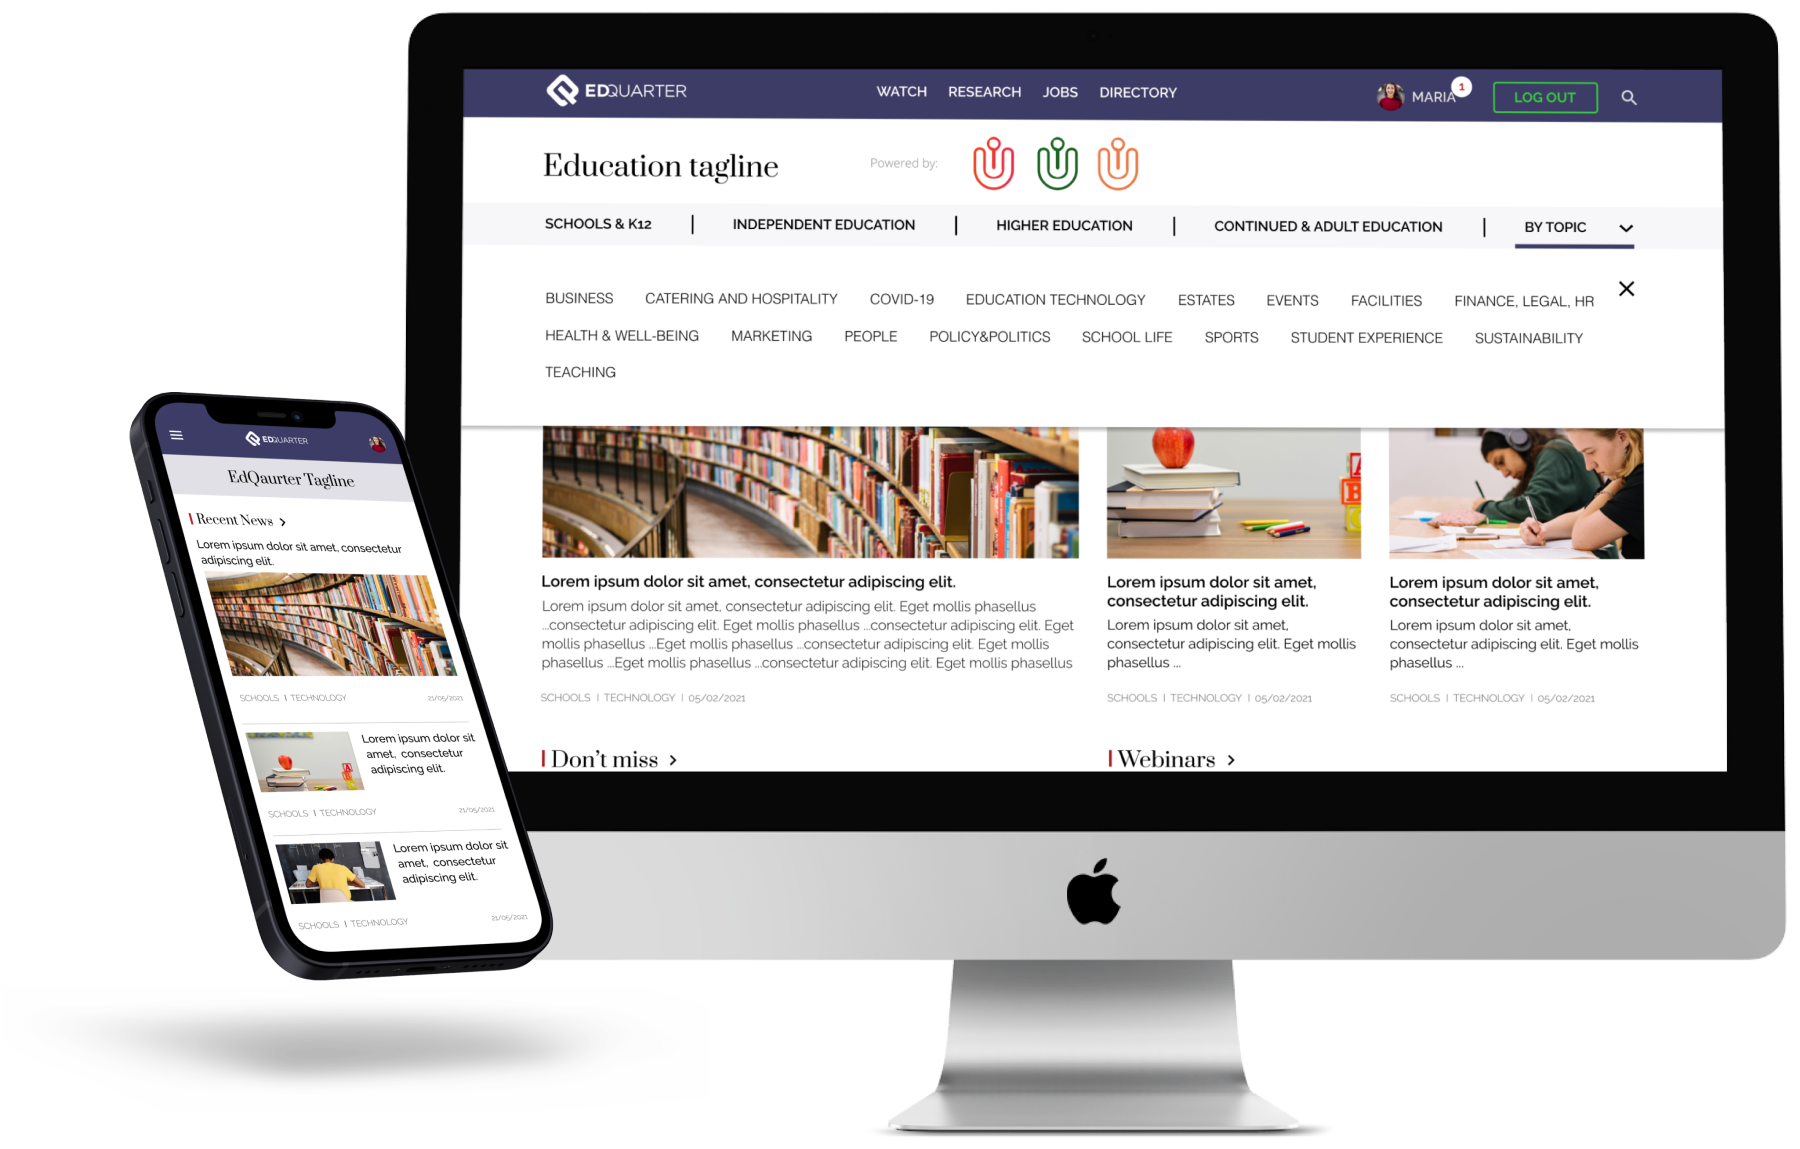 EDQUARTER
WATCH RESEARCH JOBS DIRECTORY
MARIA 1
LOG OUT
Education tagline
Powered by:
SCHOOLS & K12 | INDEPENDENT EDUCATION | HIGHER EDUCATION | CONTINUED & ADULT EDUCATION | BY TOPIC
BUSINESS CATERING AND HOSPITALITY COVID-19 EDUCATION TECHNOLOGY ESTATES EVENTS FACILITIES FINANCE, LEGAL, HR
HEALTH & WELL-BEING MARKETING PEOPLE POLICY&POLITICS SCHOOL LIFE SPORTS STUDENT EXPERIENCE SUSTAINABILITY
TEACHING
A
B
Lorem ipsum dolor sit amet, consectetur adipiscing elit.
Lorem ipsum dolor sit amet, consectetur adipiscing elit. Eget mollis phasellus
...consectetur adipiscing elit. Eget mollis phasellus ...consectetur adipiscing elit. Eget
mollis phasellus ...Eget mollis phasellus ...consectetur adipiscing elit. Eget mollis
phasellus ...Eget mollis phasellus ...consectetur adipiscing elit. Eget mollis phasellus
SCHOOLS | TECHNOLOGY | 05/02/2021
Lorem ipsum dolor sit amet,
consectetur adipiscing elit.
Lorem ipsum dolor sit amet,
consectetur adipiscing elit. Eget mollis
phasellus ...
SCHOOLS | TECHNOLOGY | 05/02/2021
Lorem ipsum dolor sit amet,
consectetur adipiscing elit.
Lorem ipsum dolor sit amet,
consectetur adipiscing elit. Eget mollis
phasellus ...
SCHOOLS | TECHNOLOGY | 05/02/2021
Don't miss >
Webinars >
EDQUARTER
EdQaurter Tagline
Recent News >
Lorem ipsum dolor sit amet, consectetur
adipiscing elit.
SCHOOLS | TECHNOLOGY 21/05/2021
Lorem ipsum dolor sit
amet, consectetur
adipiscing elit.
SCHOOLS | TECHNOLOGY 21/05/2021
Lorem ipsum dolor sit
amet, consectetur
adipiscing elit.
SCHOOLS | TECHNOLOGY 21/05/2021